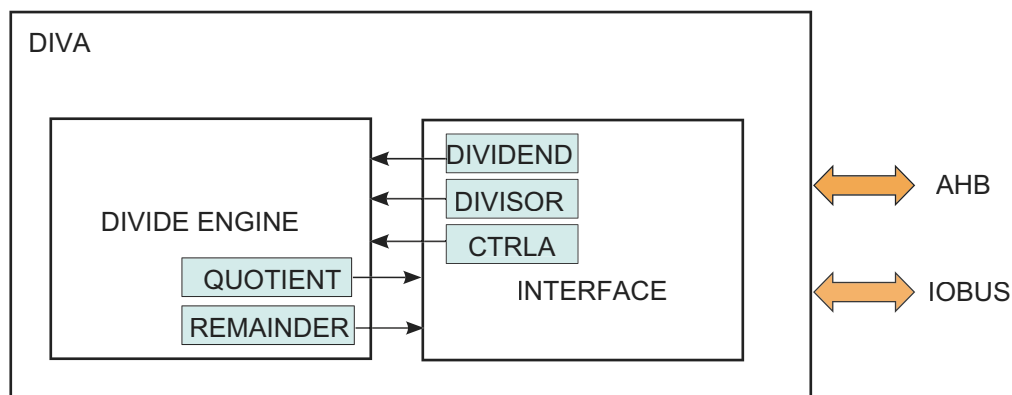 DIVA
DIVIDEND
DIVISOR
CTRLA
DIVIDE ENGINE
QUOTIENT
REMAINDER
INTERFACE
AHB
IOBUS